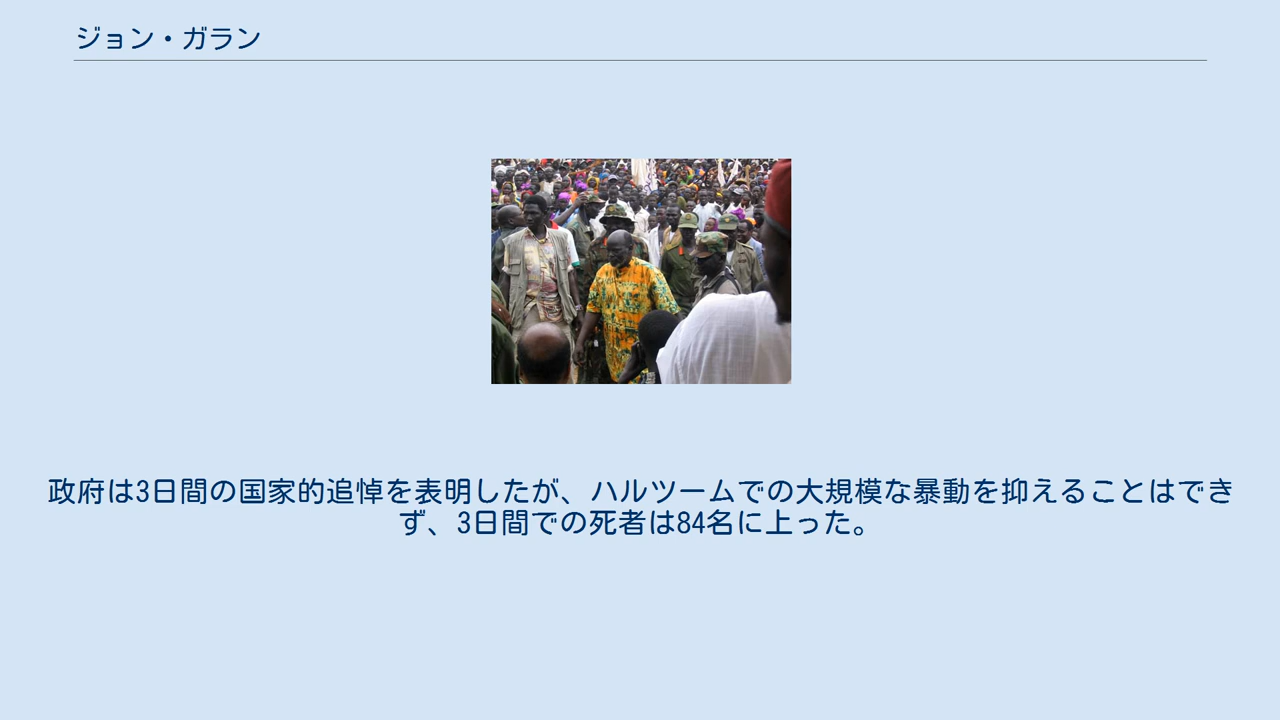 ジョン・ガラン
政府は3日間の国家的追悼を表明したが、ハルツームでの大規模な暴動を抑えることはでき
ず、3日間での死者は84名に上った。